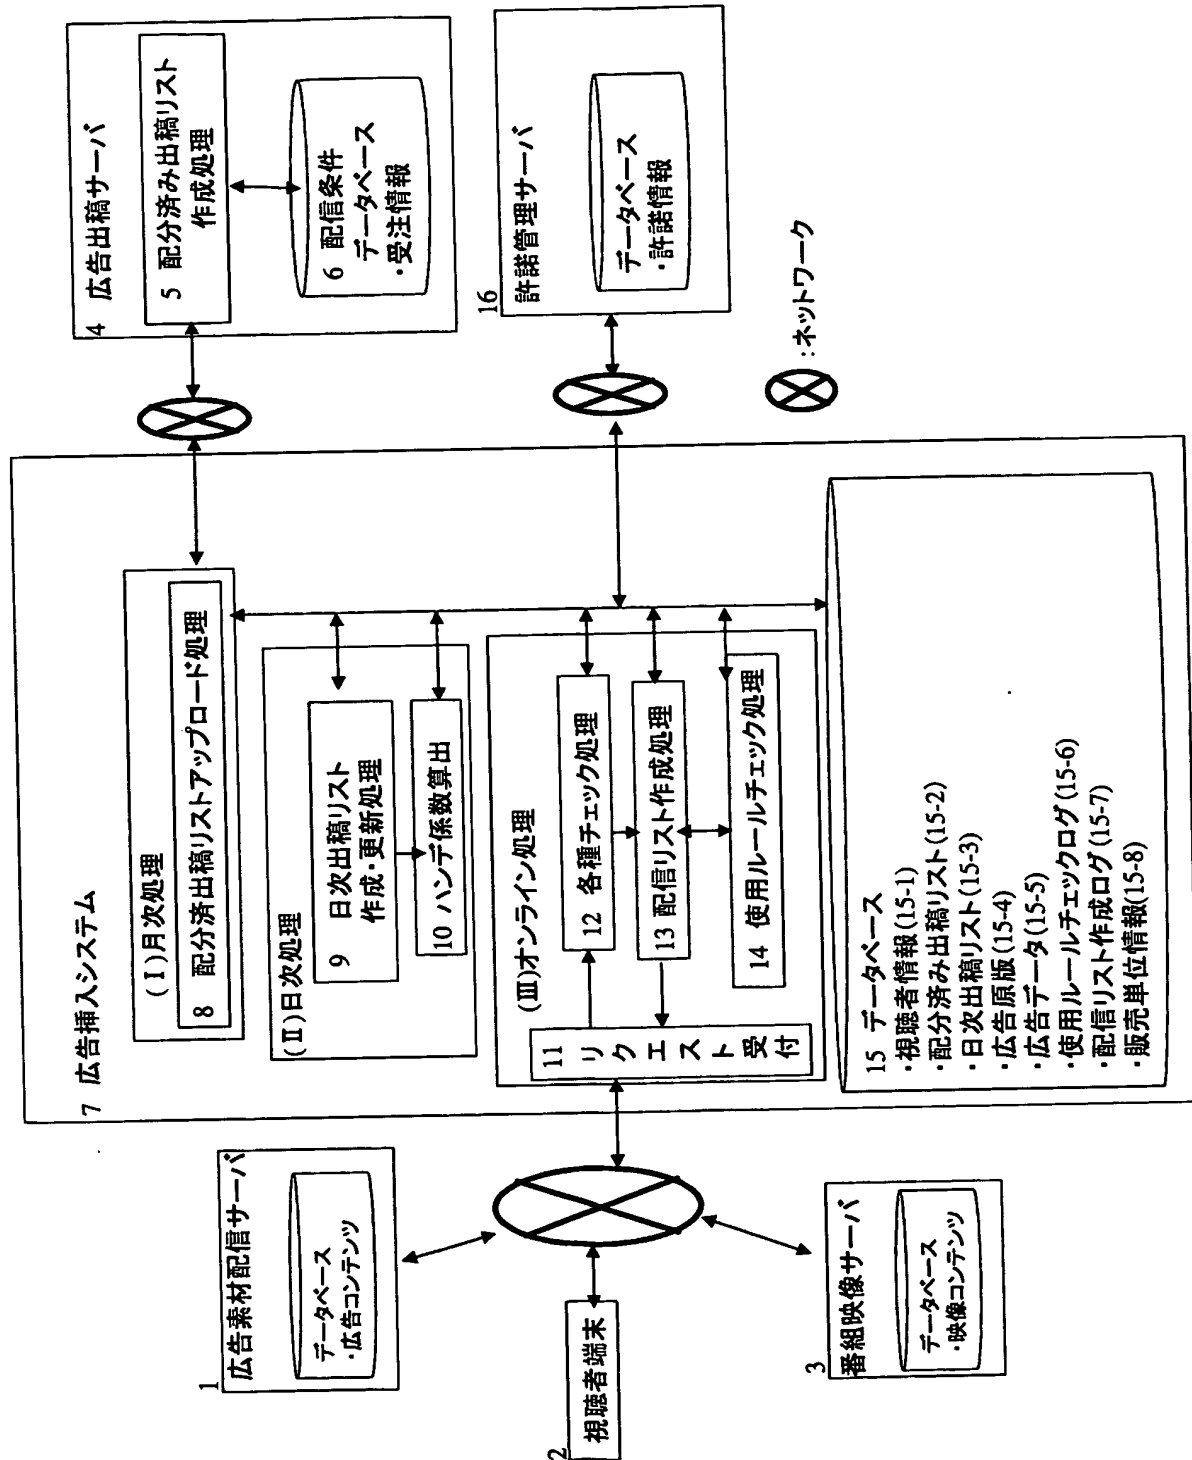 1
広告素材配信サーバ
データベース
・広告コンテンツ
2
視聴者端末
3
番組映像サーバ
データベース
・映像コンテンツ
7 広告挿入システム
(Ⅰ)月次処理
8 配分済出稿リストアップロード処理
(Ⅱ)日次処理
9 日次出稿リスト
作成・更新処理
10 ハンデ係数算出
(Ⅲ)オンライン処理
11
リクエスト受付
12 各種チェック処理
13 配信リスト作成処理
14 使用ルールチェック処理
15 データベース
・視聴者情報(15-1)
・配分済み出稿リスト(15-2)
・日次出稿リスト(15-3)
・広告原版(15-4)
・広告データ(15-5)
・使用ルールチェックログ(15-6)
・配信リスト作成ログ(15-7)
・販売単位情報(15-8)
4 広告出稿サーバ
5 配分済み出稿リスト
作成処理
6 配信条件
データベース
・受注情報
16
許諾管理サーバ
データベース
・許諾情報
:ネットワーク